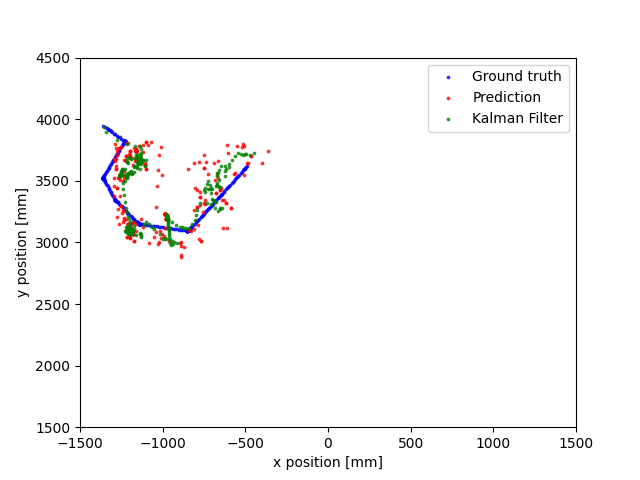 4500
4000
3500
3000
2500
2000
1500
y position [mm]
−1500
−1000
−500
0
500
1000
1500
x position [mm]
Ground truth
Prediction
Kalman Filter